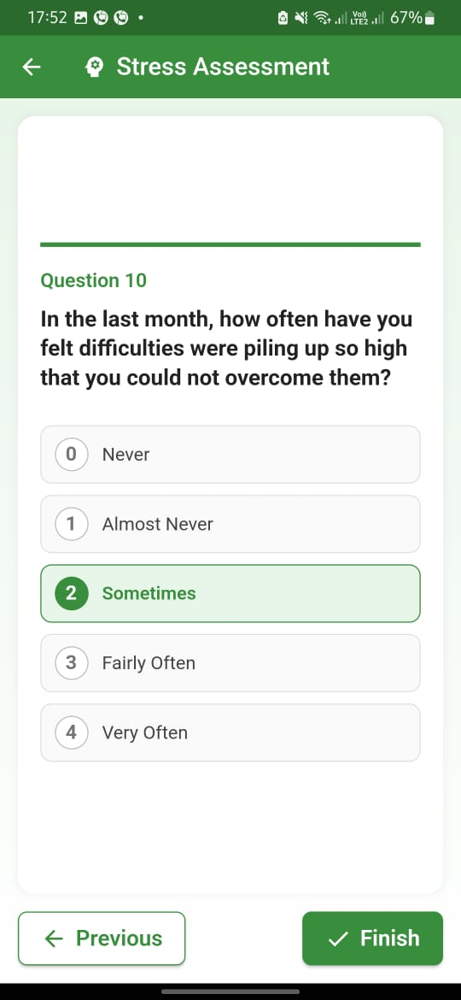 17:52 67%
Vo))
LTE2
Stress Assessment
Question 10
In the last month, how often have you
felt difficulties were piling up so high
that you could not overcome them?
0 Never
1 Almost Never
2 Sometimes
3 Fairly Often
4 Very Often
Previous Finish